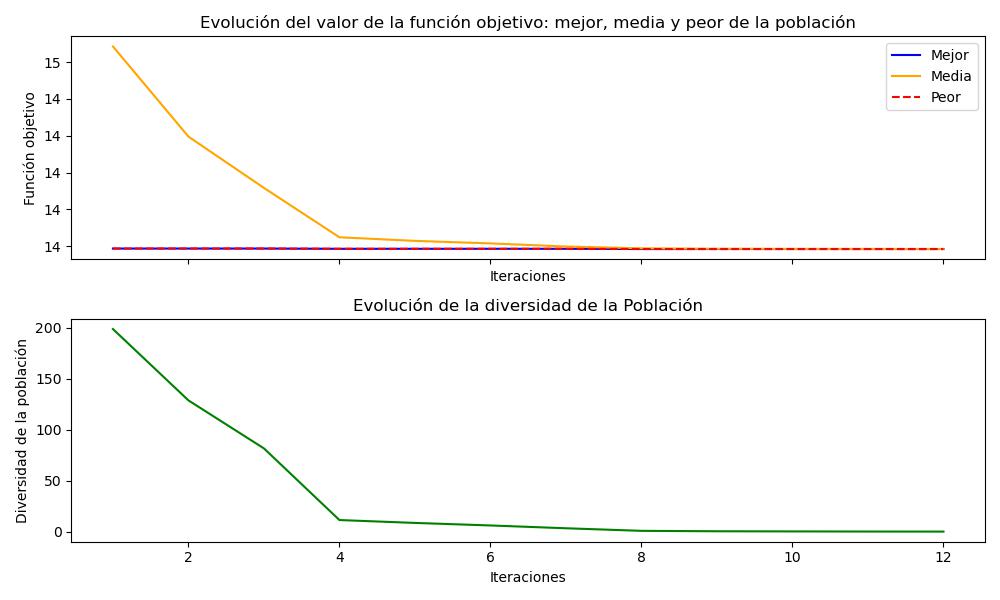 Evolución del valor de la función objetivo: mejor, media y peor de la población
Función objetivo
15
14
14
14
14
14
Mejor
Media
Peor
Iteraciones
Evolución de la diversidad de la Población
Diversidad de la población
200
150
100
50
0
2
4
6
8
10
12
Iteraciones